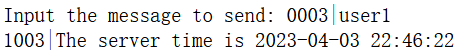 Input the message to send: 0003|user1
1003|The server time is 2023-04-03 22:46:22